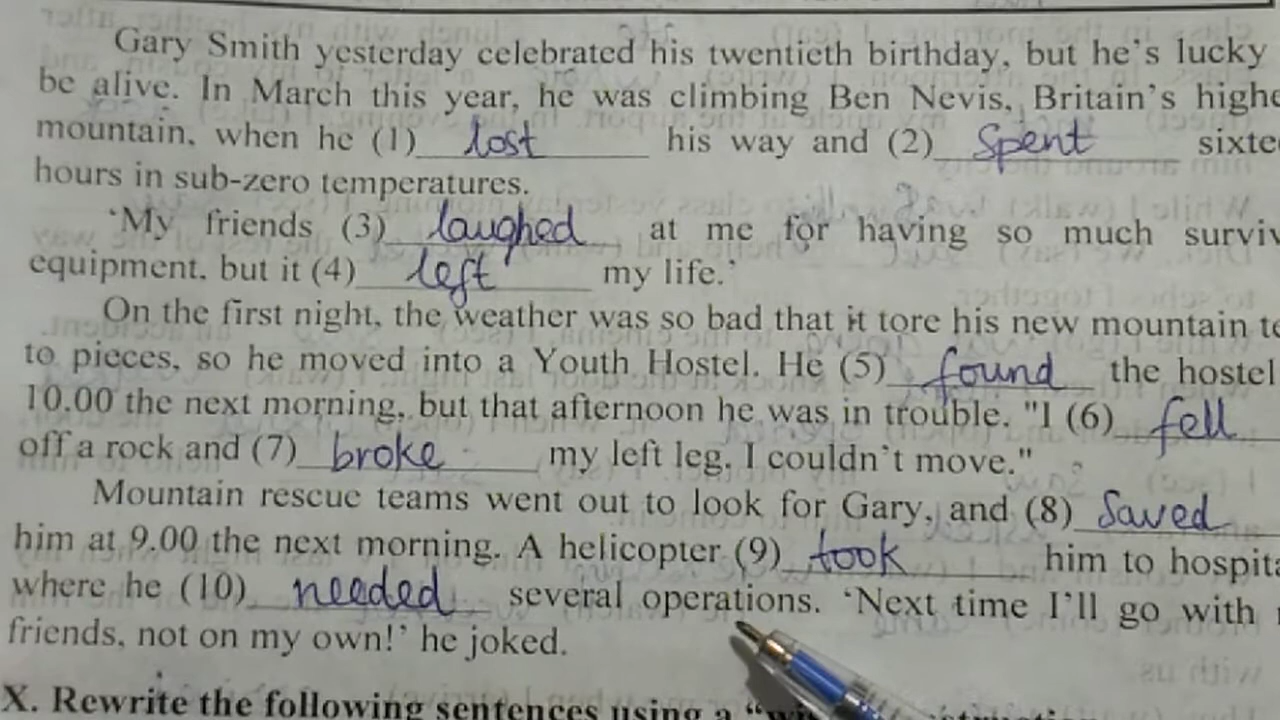 Gary Smith yesterday celebrated his twentieth birthday, but he's lucky
be alive. In March this year, he was climbing Ben Nevis, Britain's highe
mountain, when he (1) lost his way and (2) spent sixte
hours in sub-zero temperatures.
'My friends (3) laughed at me for having so much surviv
equipment, but it (4) left my life.'
On the first night, the weather was so bad that it tore his new mountain te
to pieces, so he moved into a Youth Hostel. He (5) found the hostel
10.00 the next morning, but that afternoon he was in trouble. "I (6) fell
off a rock and (7) broke my left leg, I couldn't move."
Mountain rescue teams went out to look for Gary, and (8) Saved
him at 9.00 the next morning. A helicopter (9) took him to hospita
where he (10) needed several operations. 'Next time I'll go with
friends, not on my own!' he joked.
X. Rewrite the following sentences using a